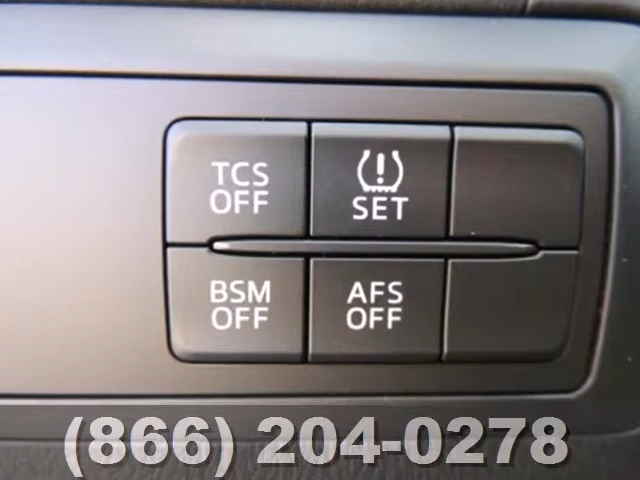 TCS
OFF
SET
BSM
OFF
AFS
OFF
(866) 204-0278